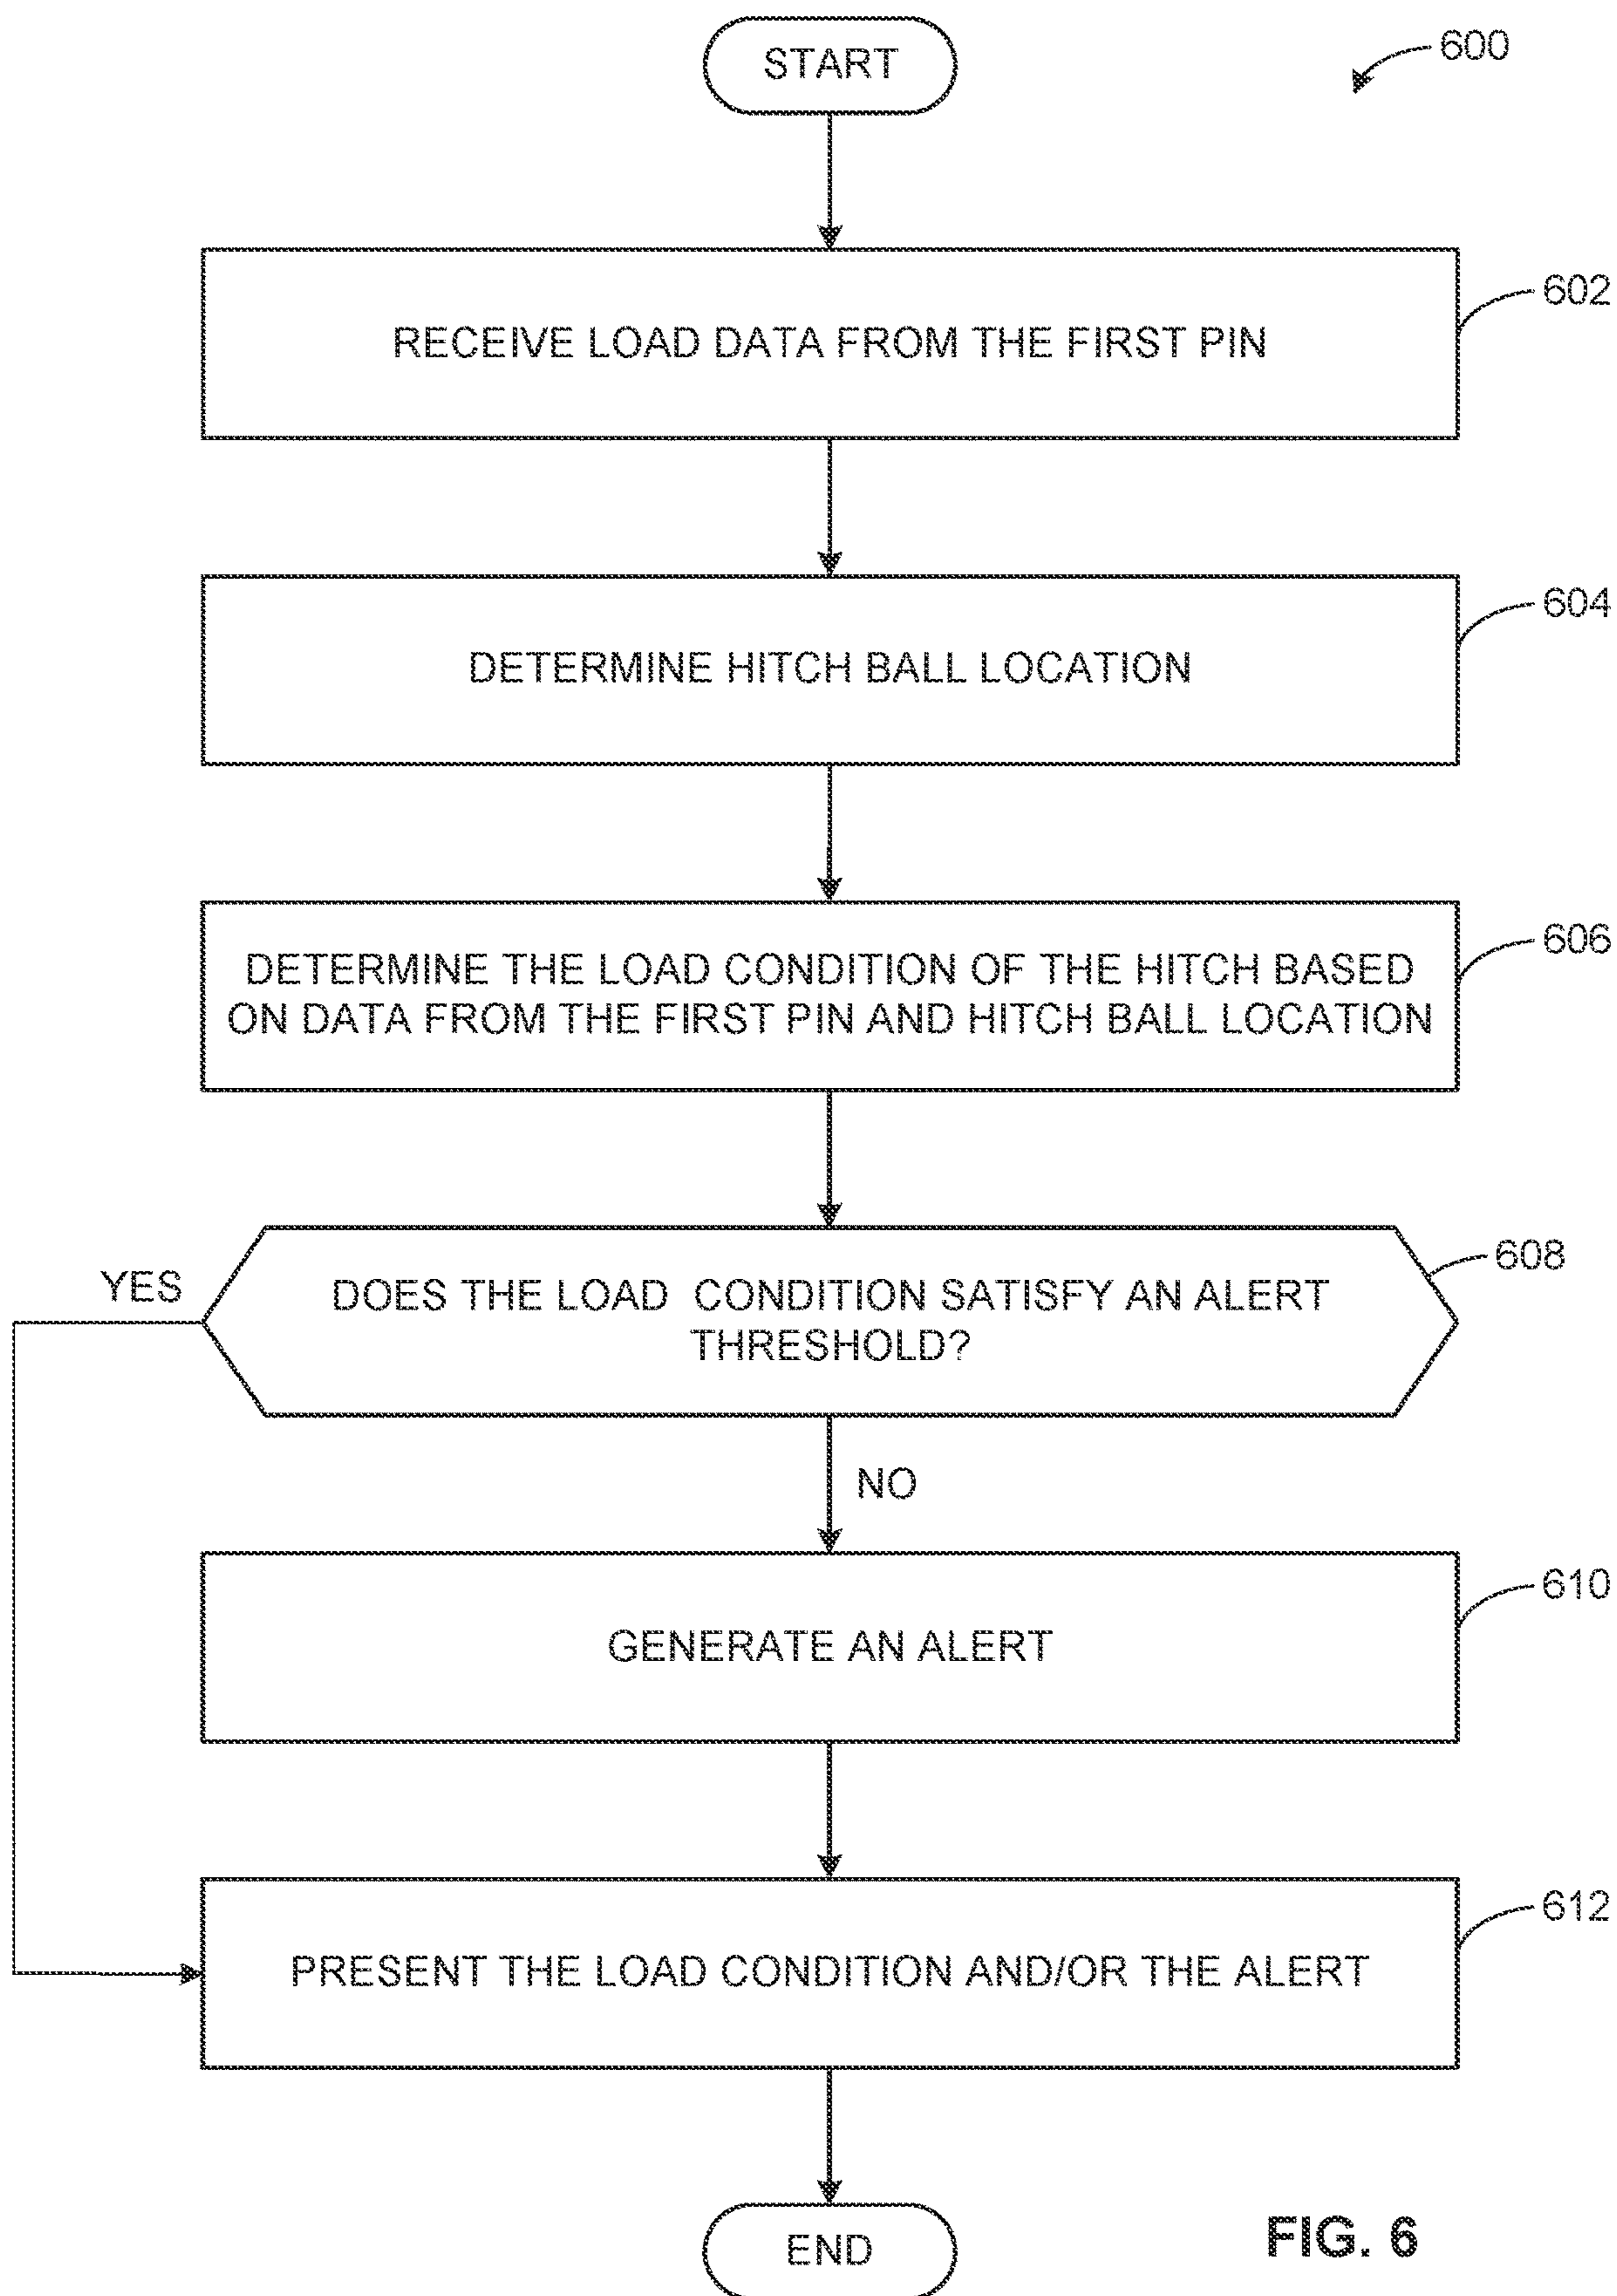 START
600
RECEIVE LOAD DATA FROM THE FIRST PIN
602
DETERMINE HITCH BALL LOCATION
604
DETERMINE THE LOAD CONDITION OF THE HITCH BASED
ON DATA FROM THE FIRST PIN AND HITCH BALL LOCATION
606
DOES THE LOAD CONDITION SATISFY AN ALERT
THRESHOLD?
608
YES
NO
GENERATE AN ALERT
610
PRESENT THE LOAD CONDITION AND/OR THE ALERT
612
END
FIG. 6